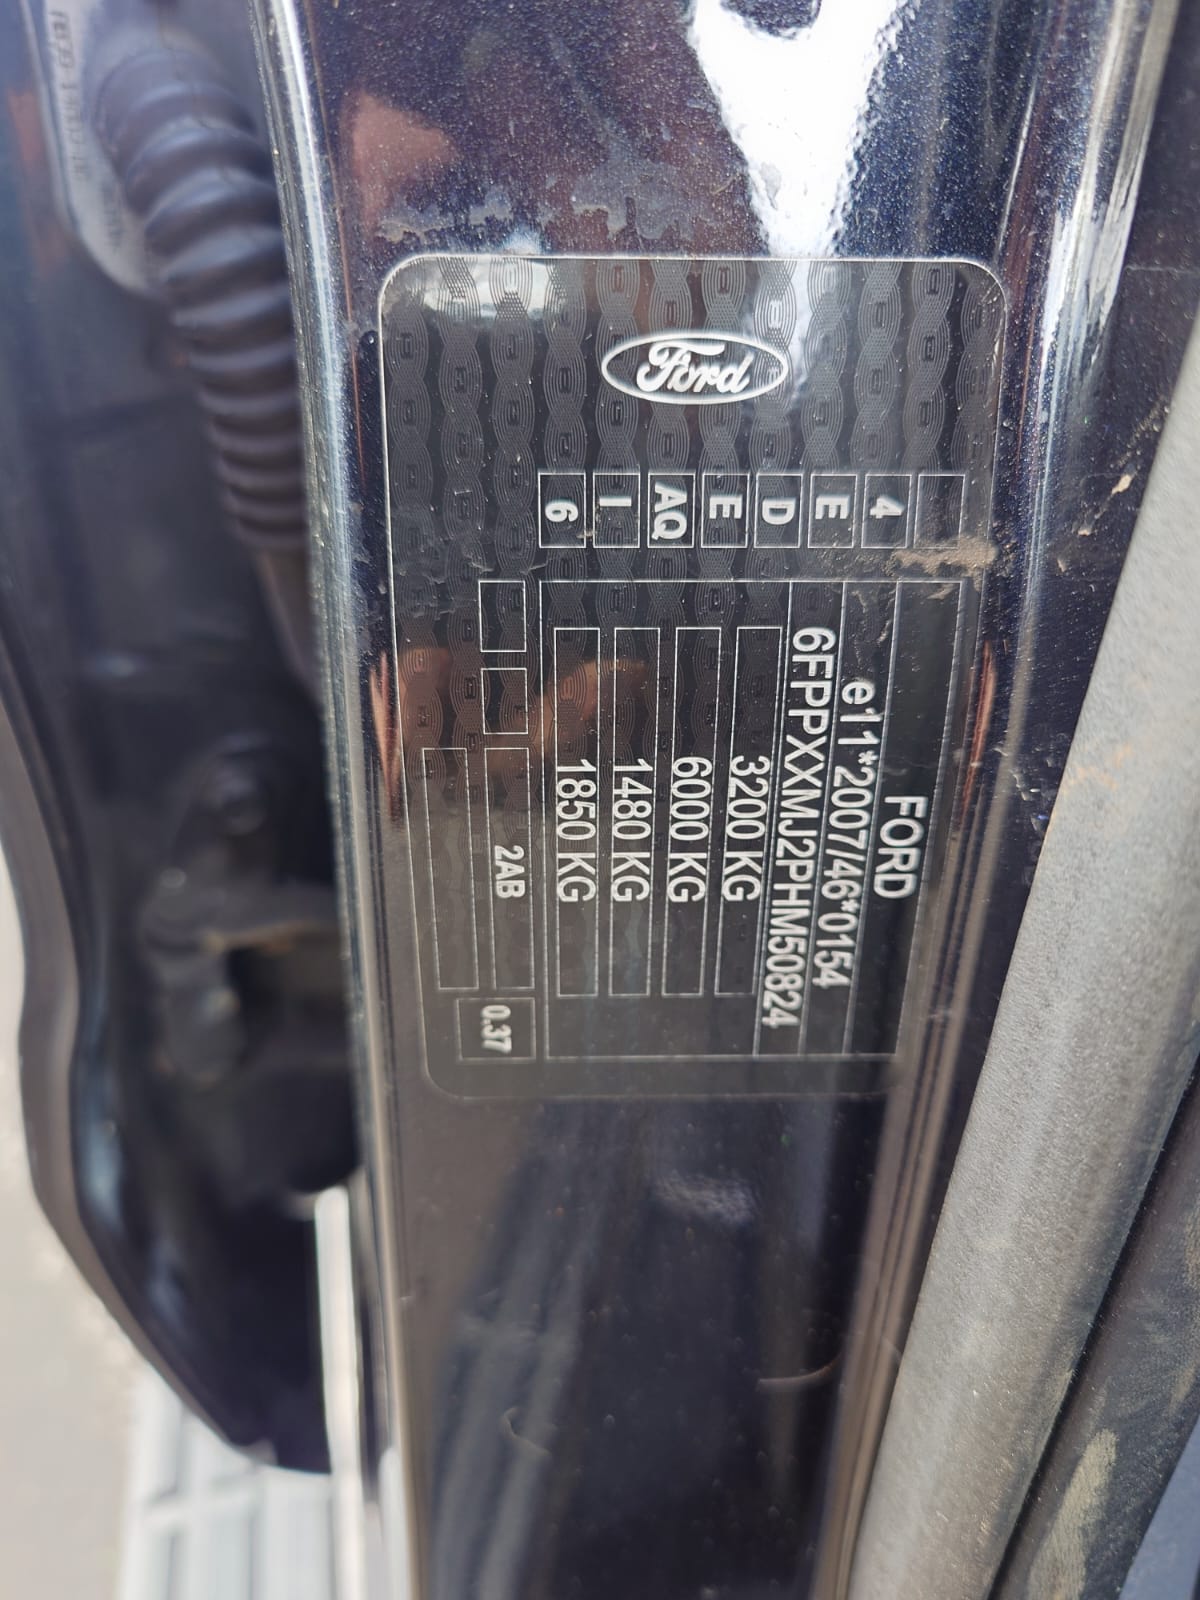 Ford
4
E
D
E
AQ
I
6
FORD
e11*2007/46*0154
6FPPXXMJ2PHM50824
3200 KG
6000 KG
1480 KG
1850 KG
2AB
0.37